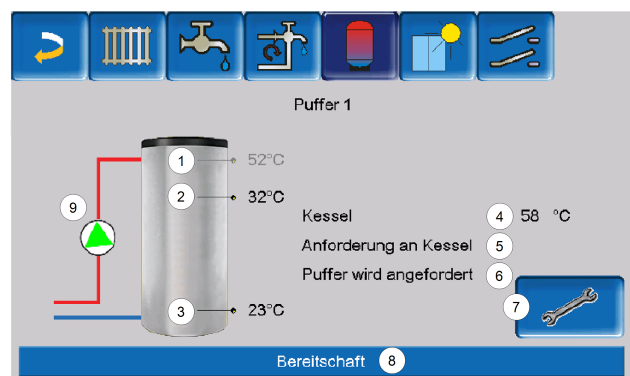 Puffer 1
1 52°C
2 32°C
9
Kessel 4 58 °C
Anforderung an Kessel 5
Puffer wird angefordert 6
3 23°C
7
Bereitschaft 8